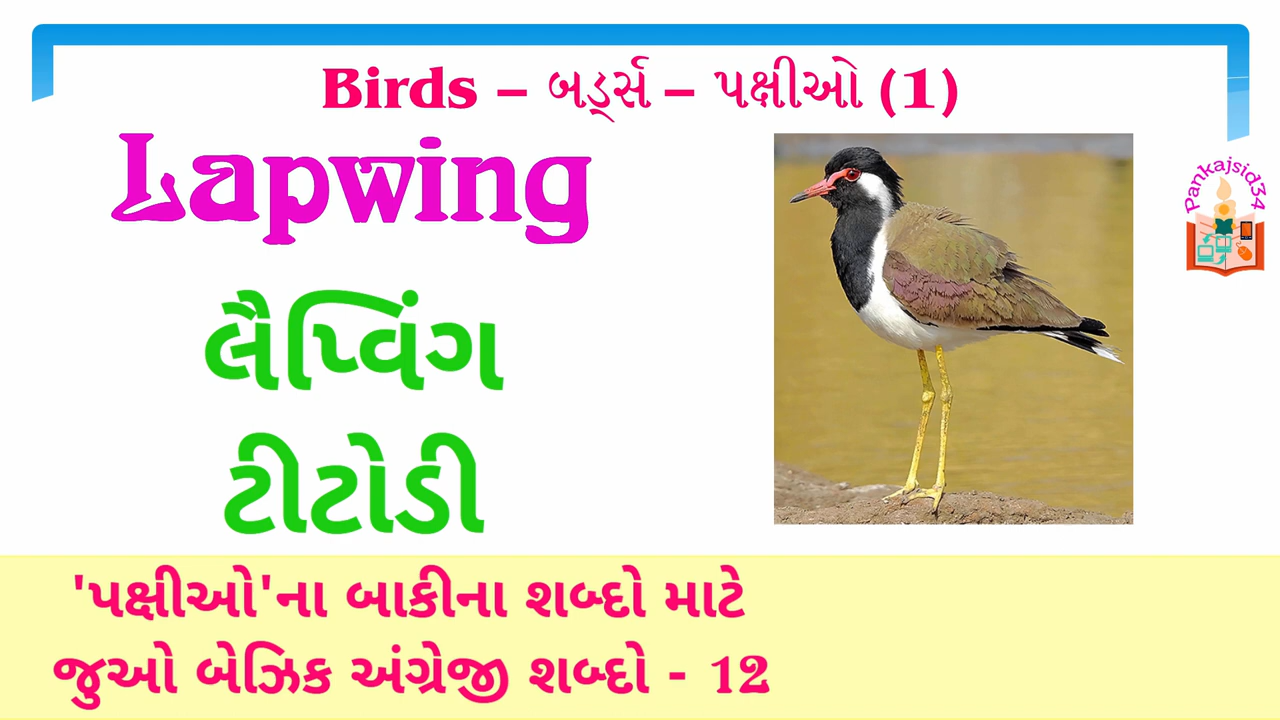 Birds – બર્ડ્સ – પક્ષીઓ (1)
Lapwing
Pankajsid34
લૈપ્વિંગ
ટીટોડી
'પક્ષીઓ'ના બાકીના શબ્દો માટે
જુઓ બેઝિક અંગ્રેજી શબ્દો - 12